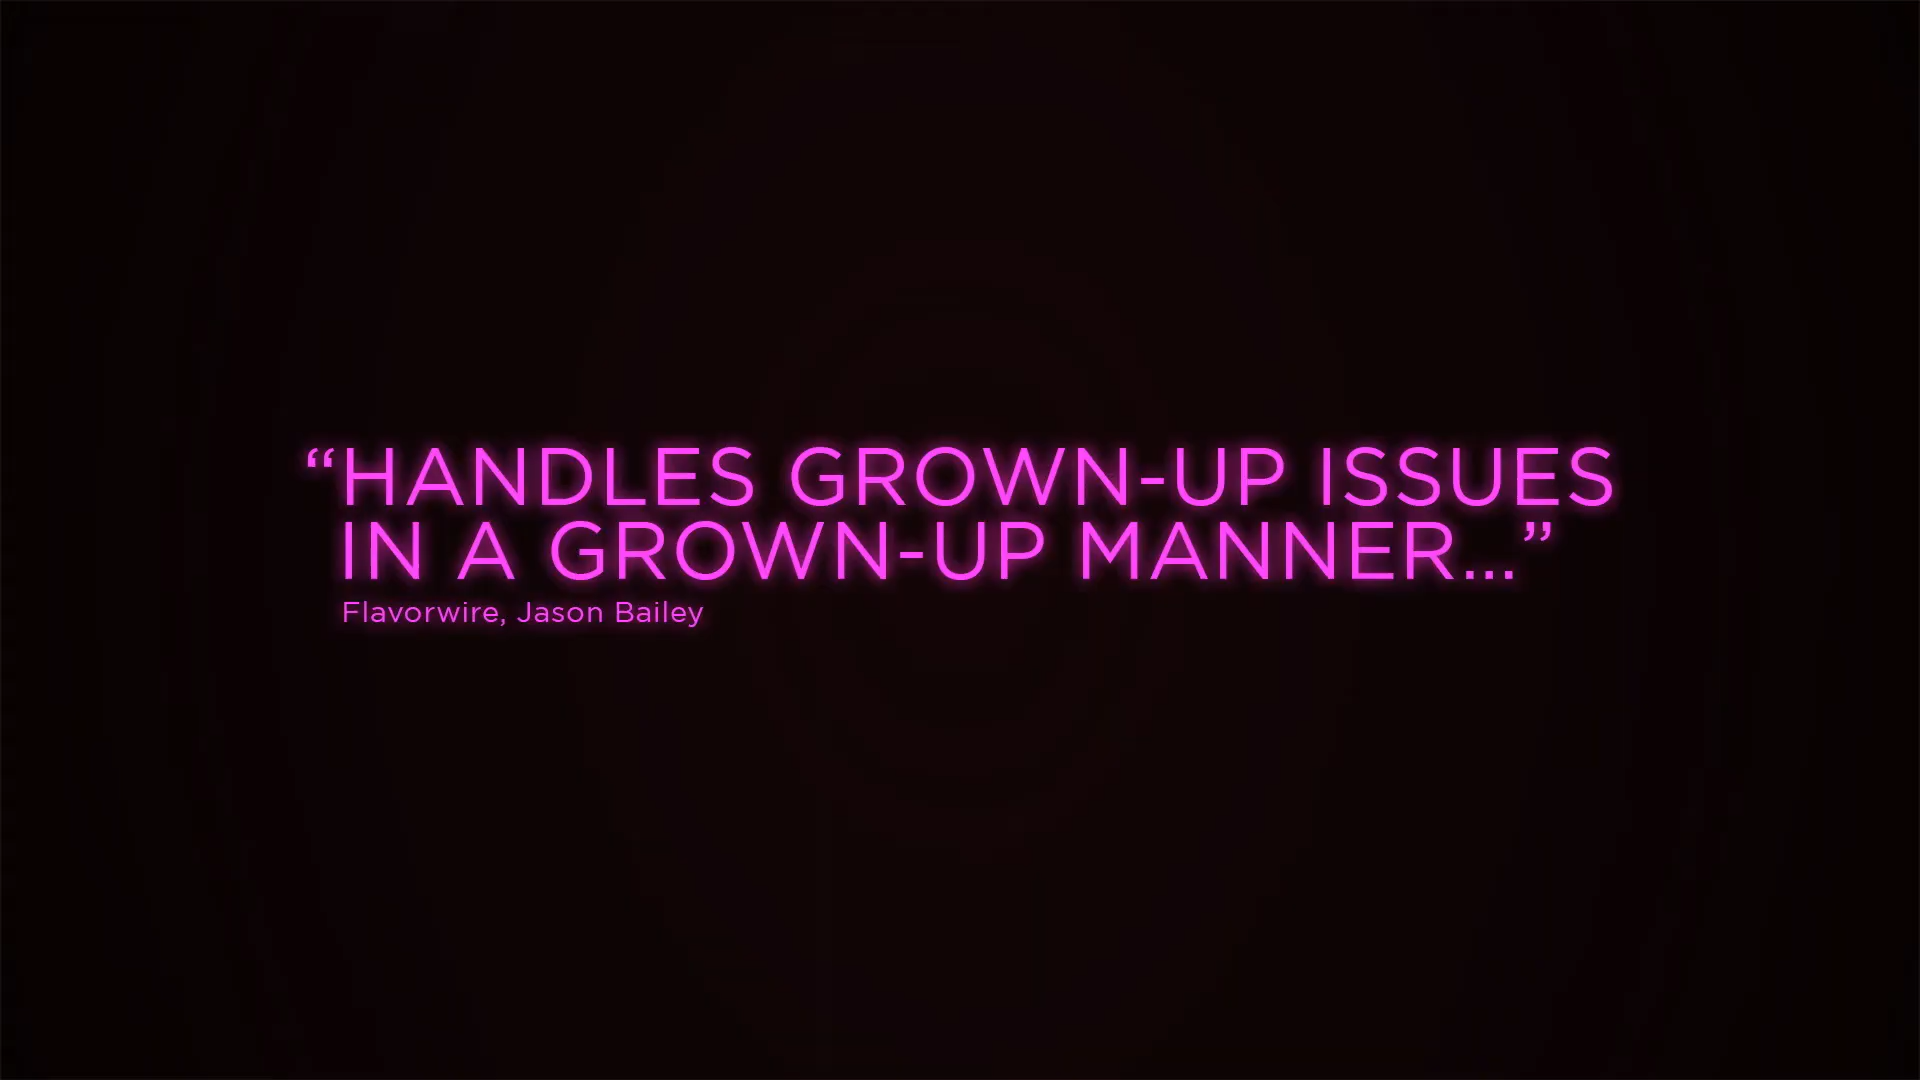 “HANDLES GROWN-UP ISSUES
IN A GROWN-UP MANNER...”
Flavorwire, Jason Bailey